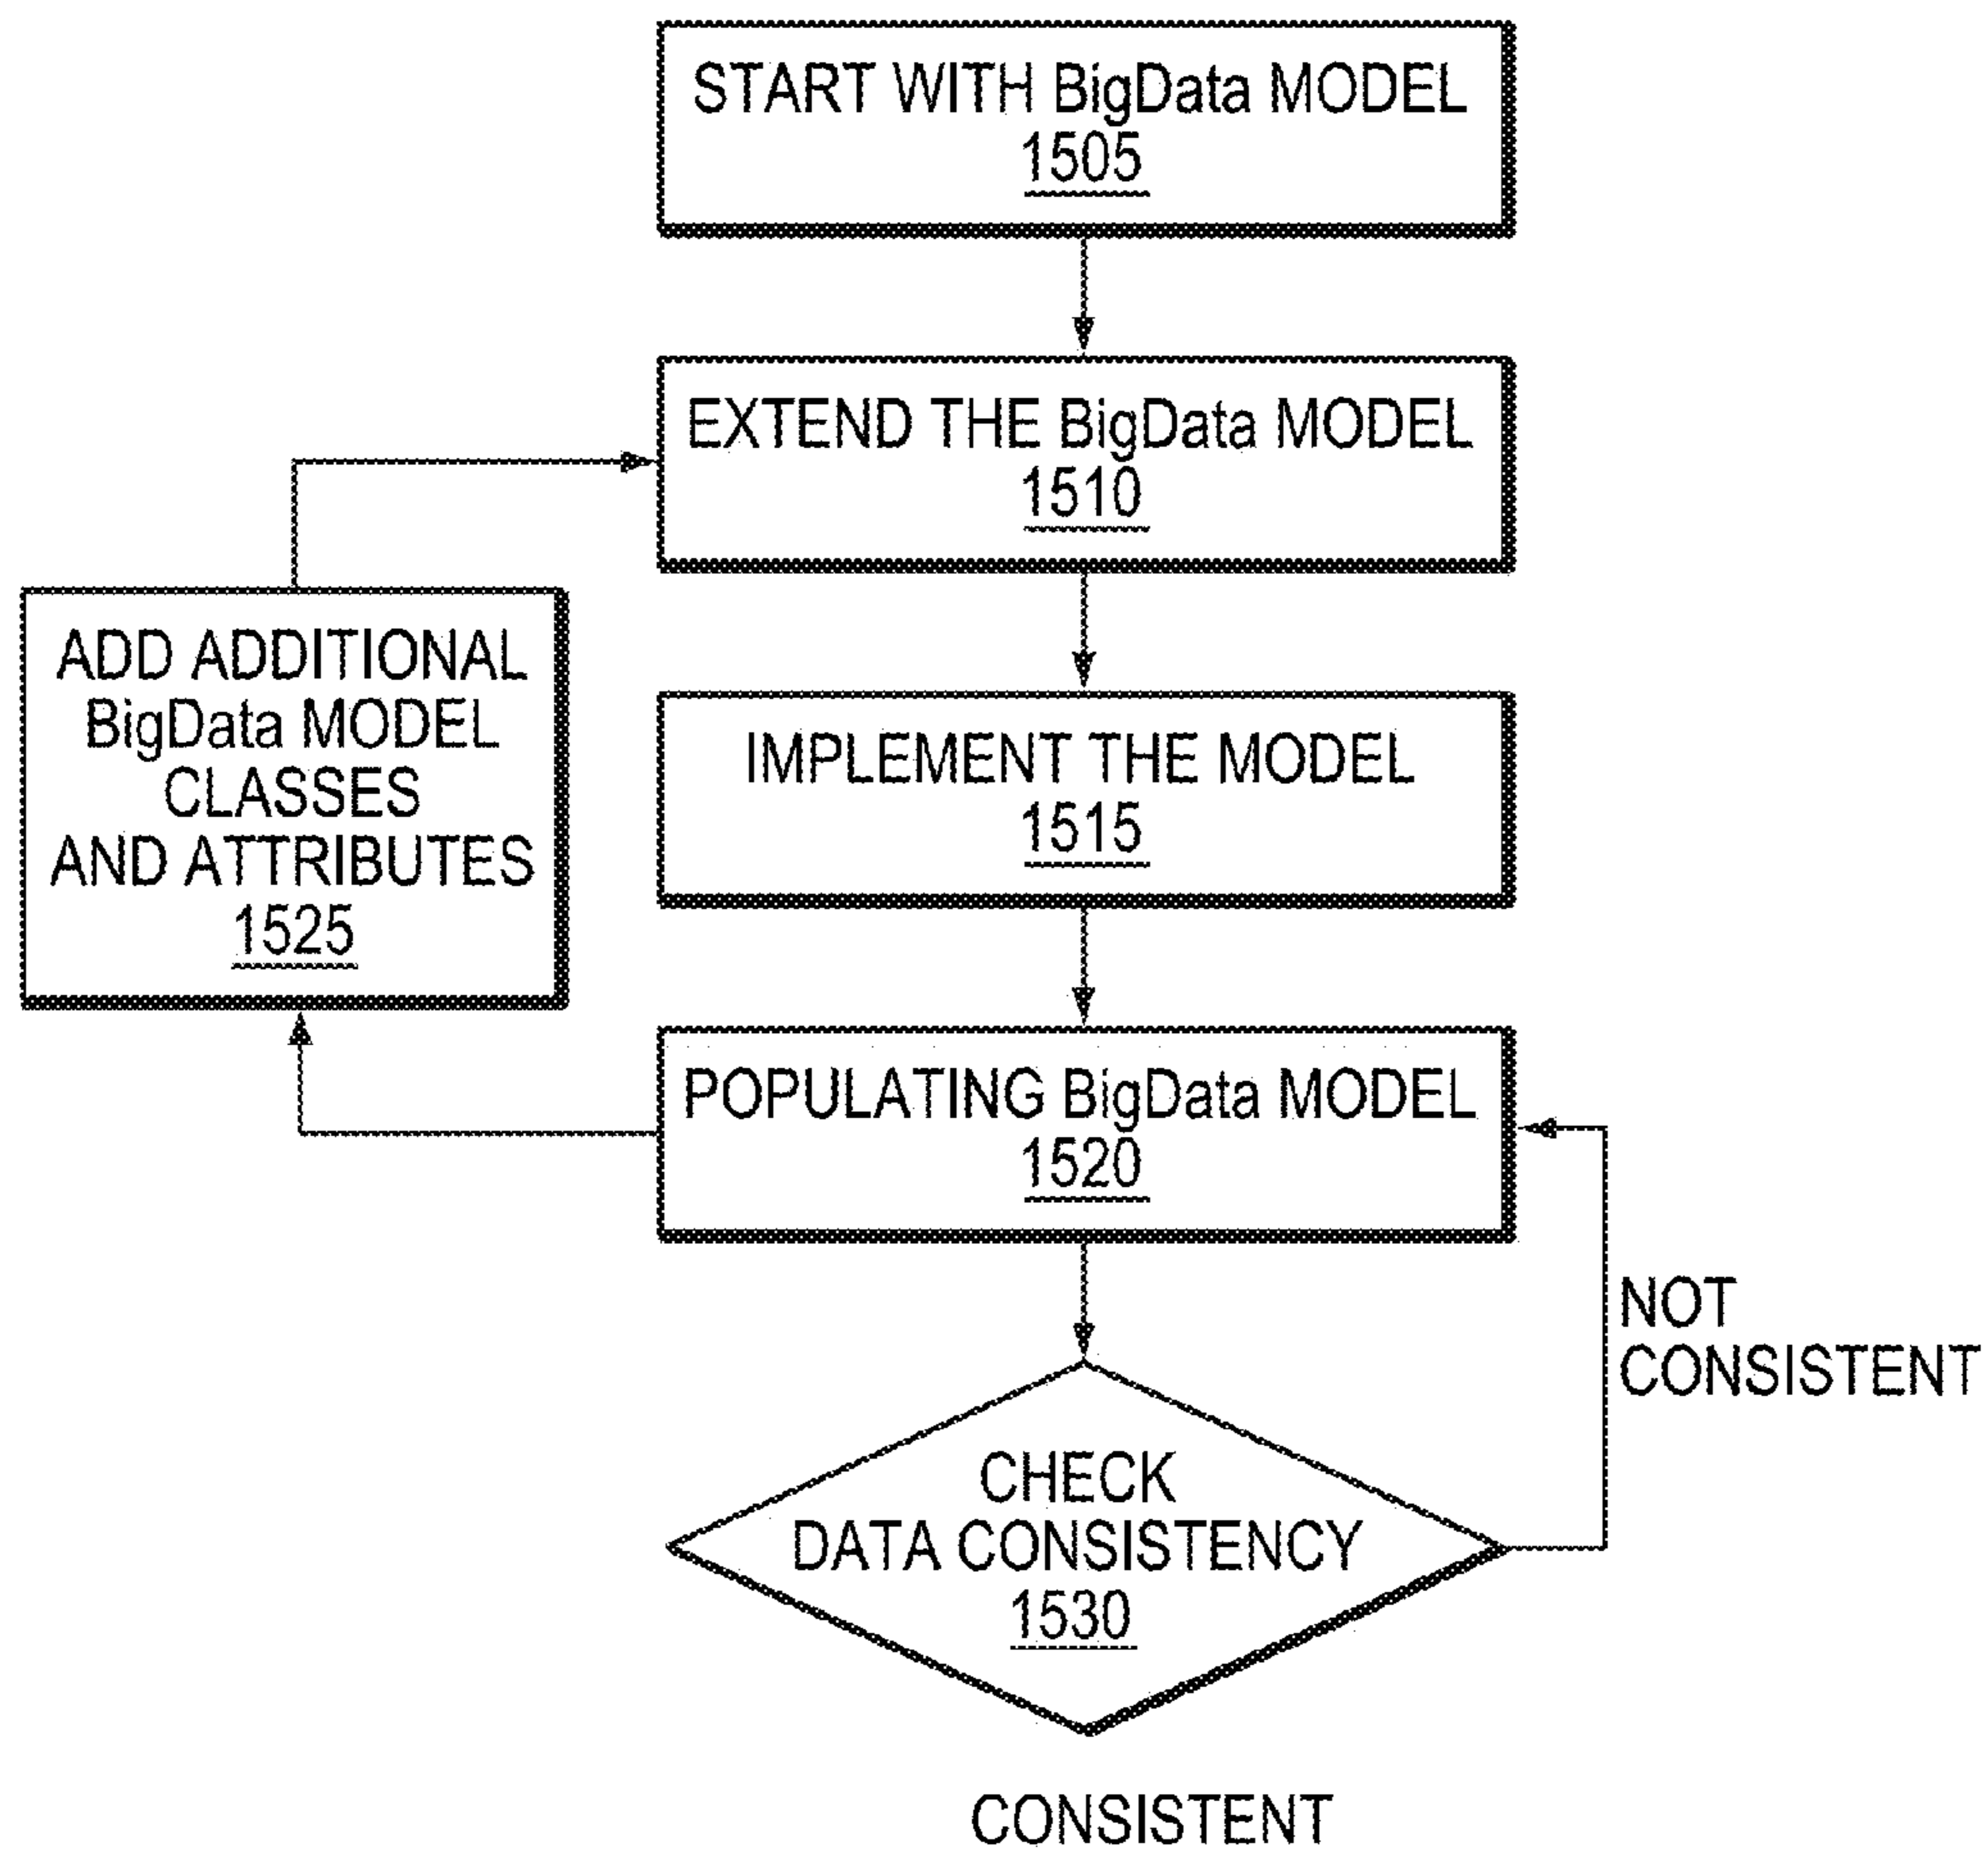 START WITH BigData MODEL
1505
EXTEND THE BigData MODEL
1510
ADD ADDITIONAL
BigData MODEL
CLASSES
AND ATTRIBUTES
1525
IMPLEMENT THE MODEL
1515
POPULATING BigData MODEL
1520
NOT
CONSISTENT
CHECK
DATA CONSISTENCY
1530
CONSISTENT